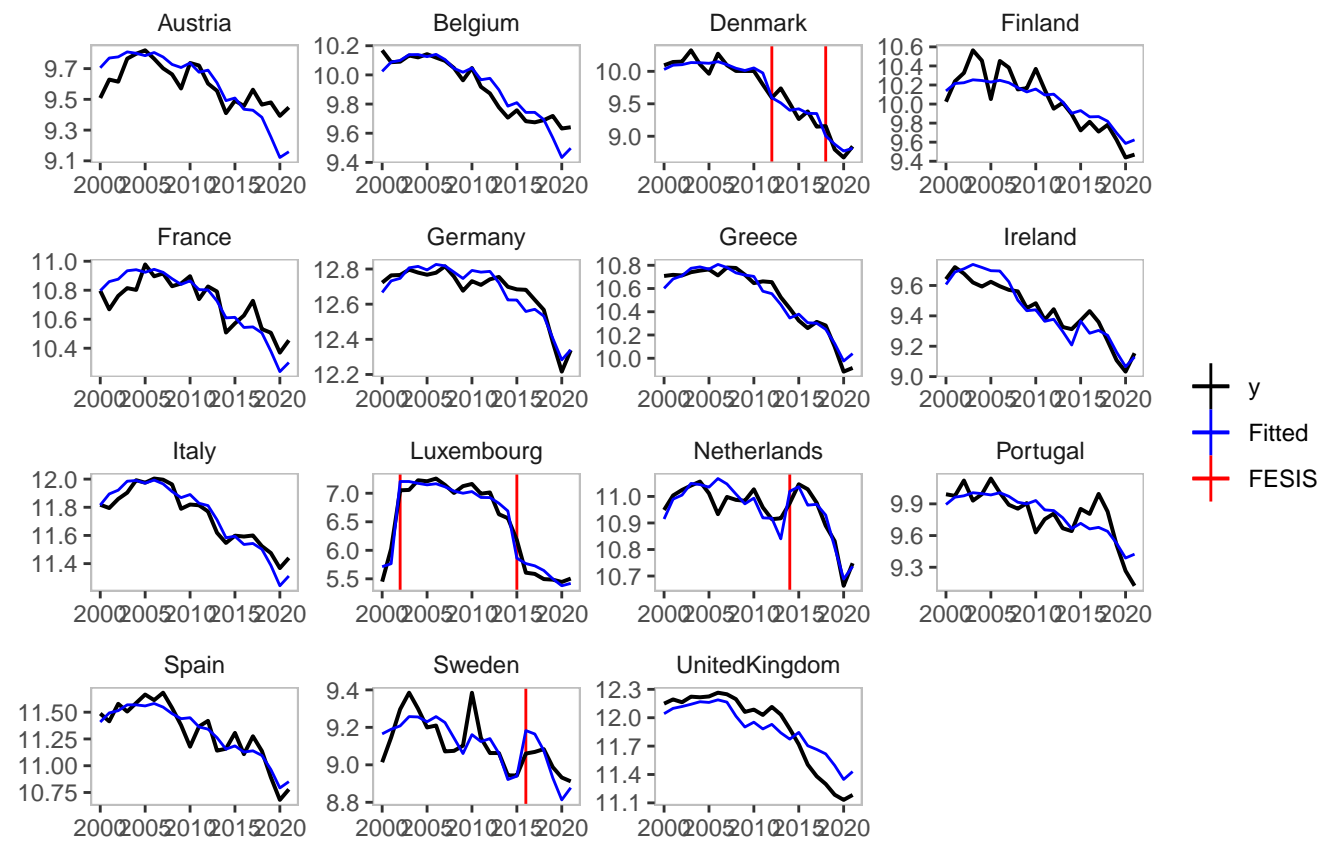 Austria Belgium Denmark Finland
9.7 9.5 9.3 9.1
10.2 10.0 9.8 9.6 9.4
10.0 9.5 9.0
10.6 10.4 10.2 10.0 9.8 9.6 9.4
2000 2005 2010 2015 2020 2000 2005 2010 2015 2020 2000 2005 2010 2015 2020 2000 2005 2010 2015 2020
France Germany Greece Ireland
11.0 10.8 10.6 10.4
12.8 12.6 12.4 12.2
10.8 10.6 10.4 10.2 10.0
9.6 9.4 9.2 9.0
2000 2005 2010 2015 2020 2000 2005 2010 2015 2020 2000 2005 2010 2015 2020 2000 2005 2010 2015 2020
y
Fitted
FESIS
Italy Luxembourg Netherlands Portugal
12.0 11.8 11.6 11.4
7.0 6.5 6.0 5.5
11.0 10.9 10.8 10.7
9.9 9.6 9.3
2000 2005 2010 2015 2020 2000 2005 2010 2015 2020 2000 2005 2010 2015 2020 2000 2005 2010 2015 2020
Spain Sweden UnitedKingdom
11.50 11.25 11.00 10.75
9.4 9.2 9.0 8.8
12.3 12.0 11.7 11.4 11.1
2000 2005 2010 2015 2020 2000 2005 2010 2015 2020 2000 2005 2010 2015 2020